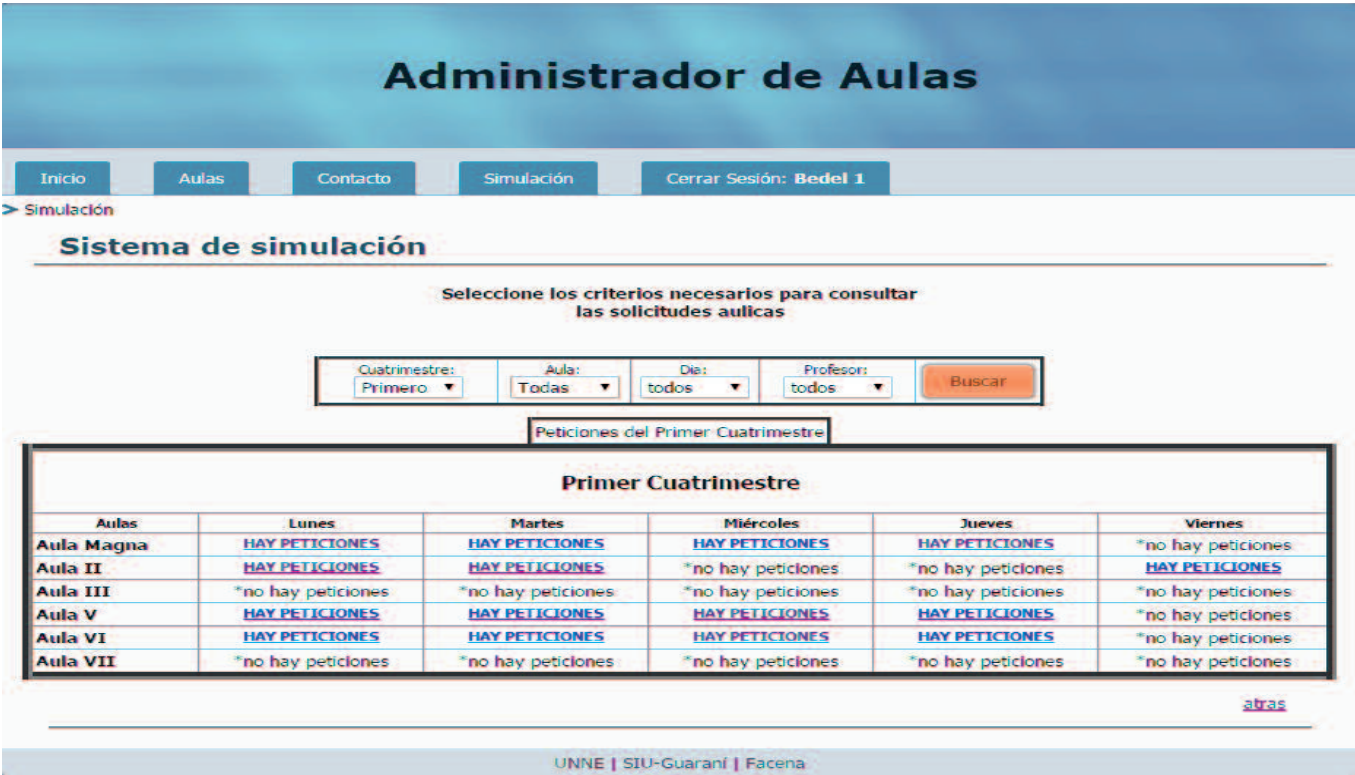 Administrador de Aulas
Inicio Aulas Contacto Simulación Cerrar Sesión: Bedel 1
> Simulación
Sistema de simulación
Seleccione los criterios necesarios para consultar
las solicitudes aulicas
Cuatrimestre: Aula: Dia: Profesor:
Primero ▼ Todas ▼ todos ▼ todos ▼ Buscar
Peticiones del Primer Cuatrimestre
Primer Cuatrimestre
Aulas Lunes Martes Miércoles Jueves Viernes
Aula Magna HAY PETICIONES HAY PETICIONES HAY PETICIONES HAY PETICIONES *no hay peticiones
Aula II HAY PETICIONES HAY PETICIONES *no hay peticiones *no hay peticiones HAY PETICIONES
Aula III *no hay peticiones *no hay peticiones *no hay peticiones *no hay peticiones *no hay peticiones
Aula V HAY PETICIONES HAY PETICIONES HAY PETICIONES HAY PETICIONES *no hay peticiones
Aula VI HAY PETICIONES HAY PETICIONES HAY PETICIONES HAY PETICIONES *no hay peticiones
Aula VII *no hay peticiones *no hay peticiones *no hay peticiones *no hay peticiones *no hay peticiones
atras
UNNE | SIU-Guaraní | Facena